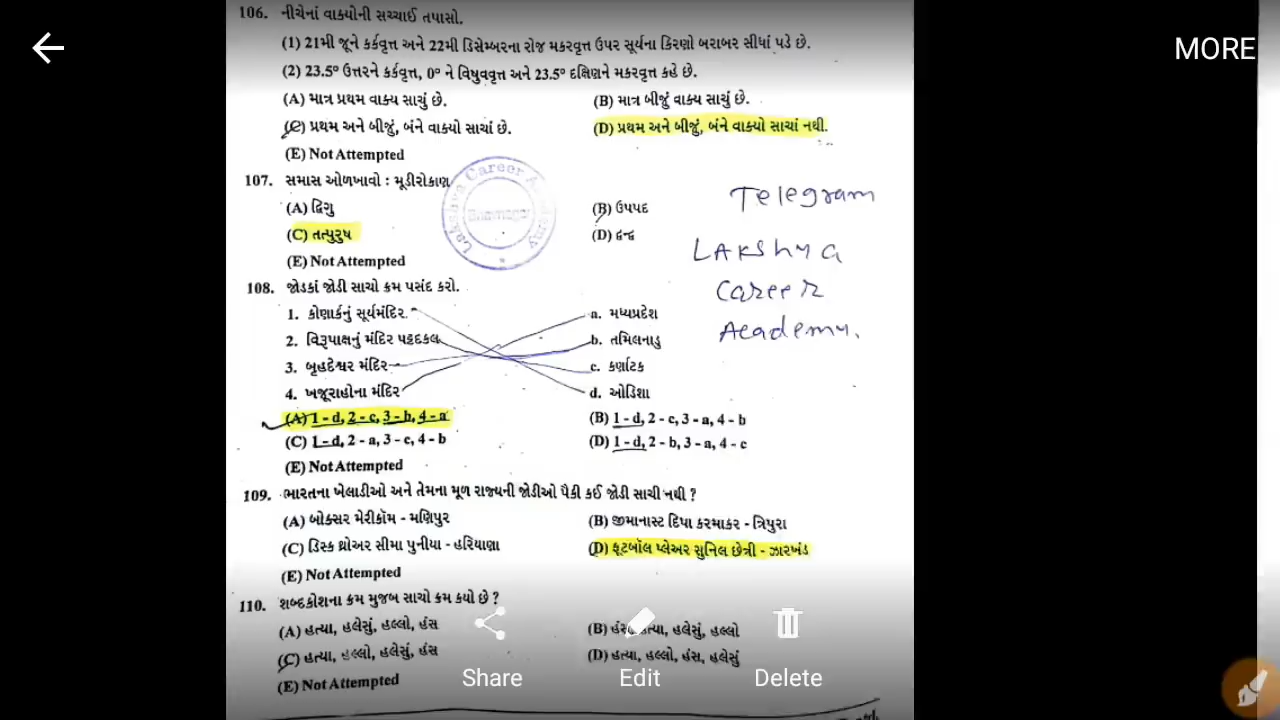 MORE
106. નીચેનાં વાક્યોની સચ્ચાઈ તપાસો.
(1) 21મી જૂને કર્કવૃત્ત અને 22મી ડિસેમ્બરના રોજ મકરવૃત્ત ઉપર સૂર્યના કિરણો બરાબર સીધાં પડે છે.
(2) 23.5° ઉત્તરને કર્કવૃત્ત, 0° ને વિષુવવૃત્ત અને 23.5° દક્ષિણને મકરવૃત્ત કહે છે.
(A) માત્ર પ્રથમ વાક્ય સાચું છે. (B) માત્ર બીજું વાક્ય સાચું છે.
(C) પ્રથમ અને બીજું, બંને વાક્યો સાચાં છે. (D) પ્રથમ અને બીજું, બંને વાક્યો સાચાં નથી.
(E) Not Attempted
107. સમાસ ઓળખાવો : મૂડીરોકાણ
(A) દ્વિગુ (B) ઉપપદ
(C) તત્પુરુષ (D) દ્વન્દ્વ
(E) Not Attempted
Lakshya Career Academy
Telegram
LAKSHYA
Career
Academy.
108. જોડકાં જોડી સાચો ક્રમ પસંદ કરો.
1. કોણાર્કનું સૂર્યમંદિર. a. મધ્યપ્રદેશ
2. વિરૂપાક્ષનું મંદિર પટ્ટદકલ b. તમિલનાડુ
3. બૃહદેશ્વર મંદિર c. કર્ણાટક
4. ખજૂરાહોના મંદિર d. ઓડિશા
(A) 1 - d, 2 - c, 3 - b, 4 - a (B) 1 - d, 2 - c, 3 - a, 4 - b
(C) 1 - d, 2 - a, 3 - c, 4 - b (D) 1 - d, 2 - b, 3 - a, 4 - c
(E) Not Attempted
109. ભારતના ખેલાડીઓ અને તેમના મૂળ રાજ્યની જોડીઓ પૈકી કઈ જોડી સાચી નથી ?
(A) બોક્સર મેરીકૉમ - મણિપુર (B) જીમાનાસ્ટ દિપા કરમાકર - ત્રિપુરા
(C) ડિસ્ક થ્રોઅર સીમા પુનીયા - હરિયાણા (D) ફૂટબૉલ પ્લેઅર સુનિલ છેત્રી - ઝારખંડ
(E) Not Attempted
110. શબ્દકોશના ક્રમ મુજબ સાચો ક્રમ કયો છે ?
(A) હત્યા, હલેસું, હલ્લો, હંસ (B) હંસ, હત્યા, હલેસું, હલ્લો
(C) હત્યા, હલ્લો, હલેસું, હંસ (D) હત્યા, હલ્લો, હંસ, હલેસું
(E) Not Attempted
Share Edit Delete